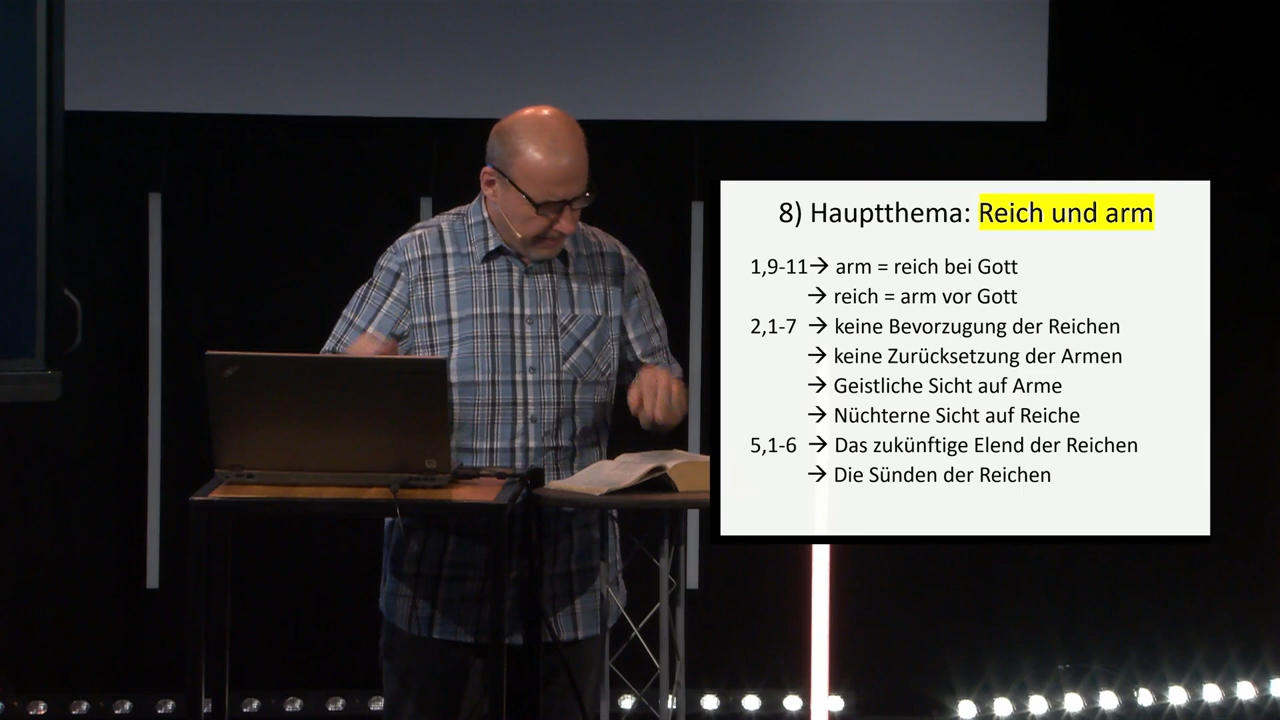 8) Hauptthema: Reich und arm
1,9-11→ arm = reich bei Gott
→ reich = arm vor Gott
2,1-7 → keine Bevorzugung der Reichen
→ keine Zurücksetzung der Armen
→ Geistliche Sicht auf Arme
→ Nüchterne Sicht auf Reiche
5,1-6 → Das zukünftige Elend der Reichen
→ Die Sünden der Reichen